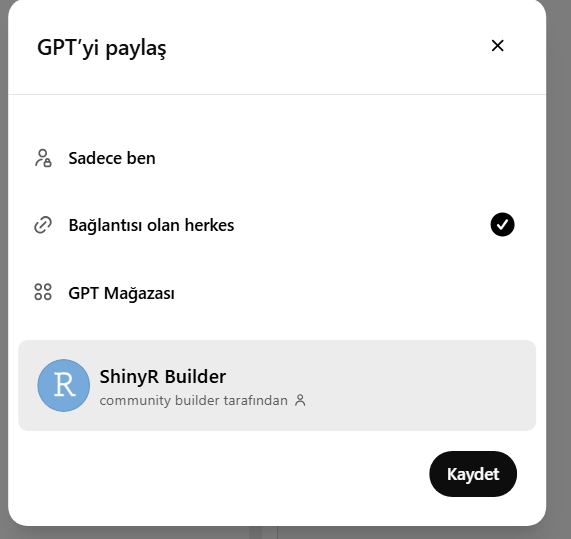 GPT’yi paylaş
Sadece ben
Bağlantısı olan herkes
GPT Mağazası
R
ShinyR Builder
community builder tarafından
Kaydet